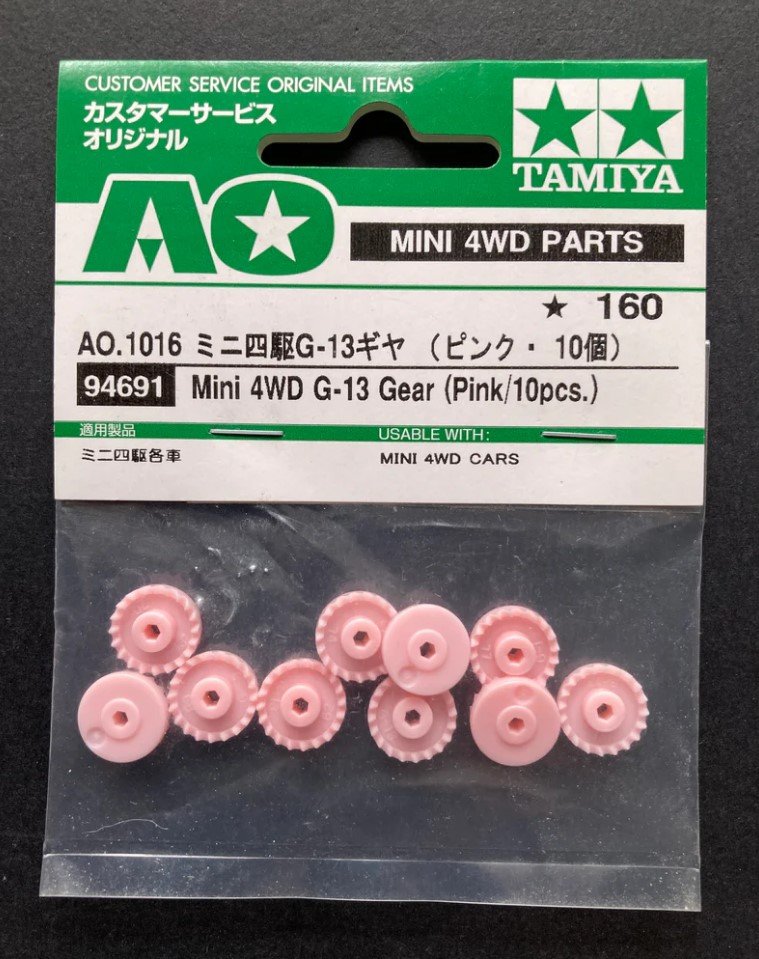 CUSTOMER SERVICE ORIGINAL ITEMS
カスタマーサービス
オリジナル
TAMIYA
AO
MINI 4WD PARTS
★ 160
AO.1016 ミニ四駆G-13ギヤ (ピンク・ 10個)
94691 Mini 4WD G-13 Gear (Pink/10pcs.)
適用製品
USABLE WITH:
ミニ四駆各車
MINI 4WD CARS